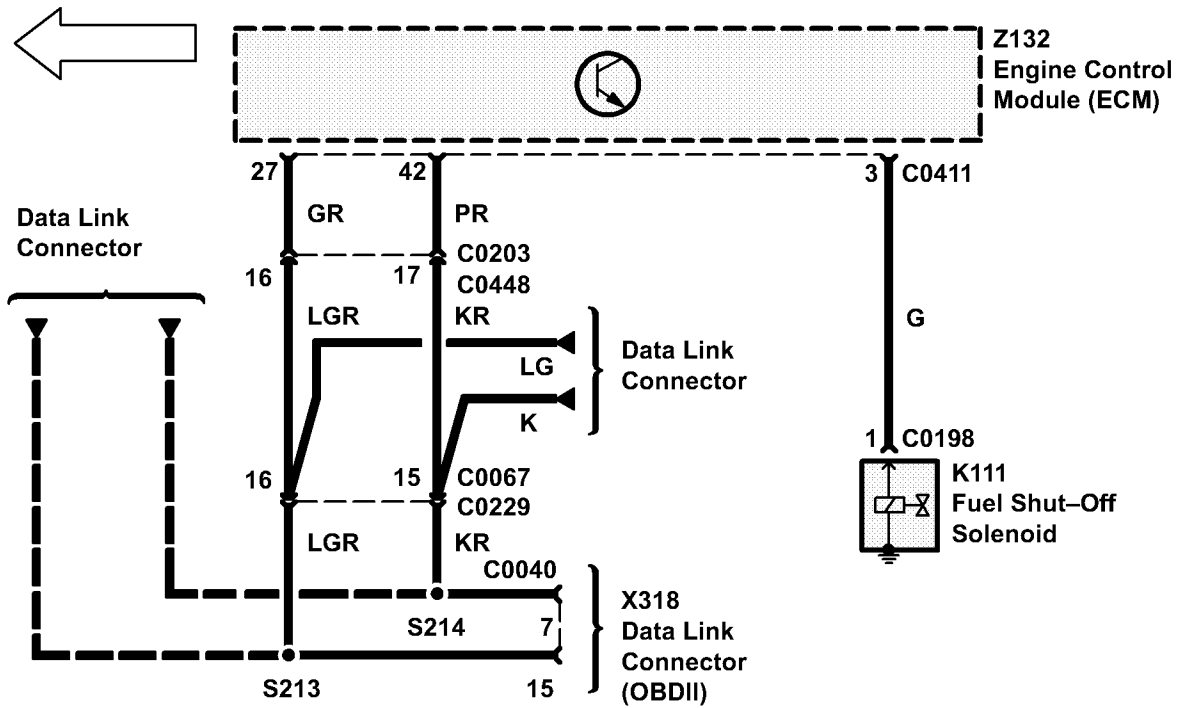 Z132
Engine Control
Module (ECM)
27
42
3
C0411
Data Link
Connector
GR
PR
C0203
16
17
C0448
LGR
KR
G
LG
Data Link
Connector
K
1
C0198
16
15
C0067
K111
C0229
Fuel Shut–Off
Solenoid
LGR
KR
C0040
X318
S214
7
Data Link
Connector
(OBDII)
S213
15